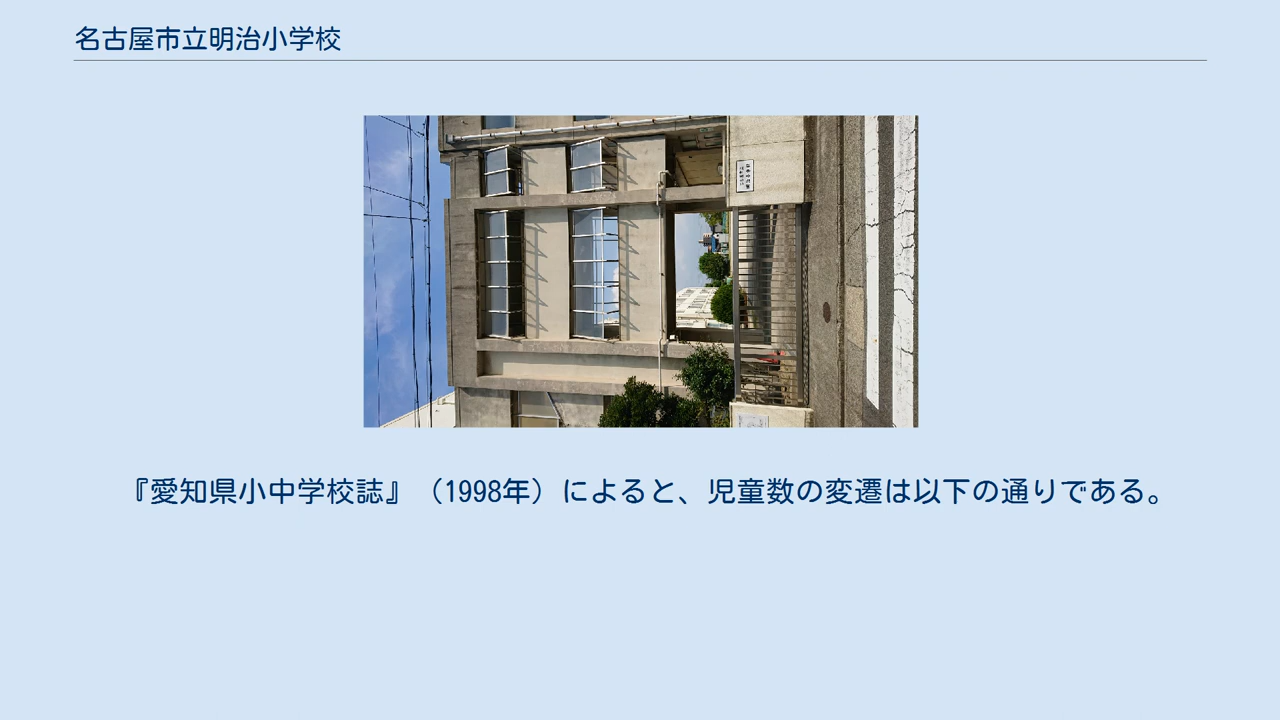 名古屋市立明治小学校
『愛知県小中学校誌』（1998年）によると、児童数の変遷は以下の通りである。